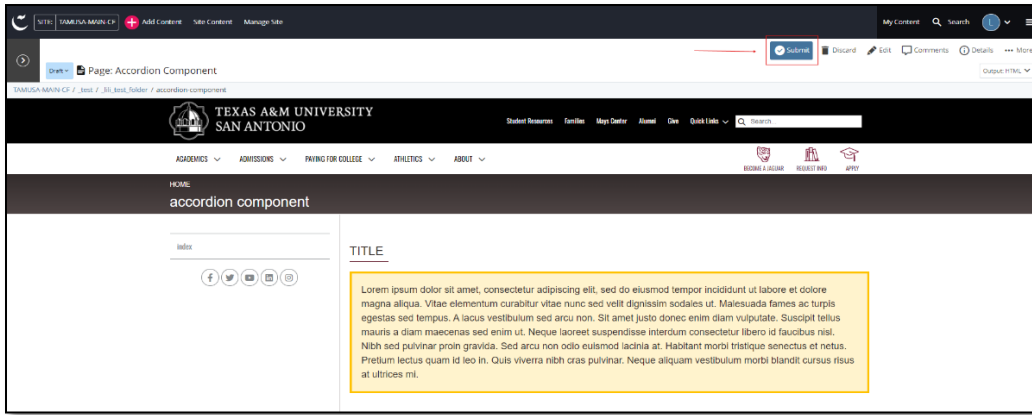 SITE: TAMUSA-MAIN-CF Add Content Site Content Manage Site My Content Search L
Submit Discard Edit Comments Details More
Draft Page: Accordion Component Output: HTML
TAMUSA-MAIN-CF / _test / _lili_test_folder / accordion-component
TEXAS A&M UNIVERSITY
SAN ANTONIO
Student Resources Families Mays Center Alumni Give Quick Links Search
ACADEMICS ADMISSIONS PAYING FOR COLLEGE ATHLETICS ABOUT
BECOME A JAGUAR REQUEST INFO APPLY
HOME
accordion component
index
TITLE
Lorem ipsum dolor sit amet, consectetur adipiscing elit, sed do eiusmod tempor incididunt ut labore et dolore
magna aliqua. Vitae elementum curabitur vitae nunc sed velit dignissim sodales ut. Malesuada fames ac turpis
egestas sed tempus. A lacus vestibulum sed arcu non. Sit amet justo donec enim diam vulputate. Suscipit tellus
mauris a diam maecenas sed enim ut. Neque laoreet suspendisse interdum consectetur libero id faucibus nisl.
Nibh sed pulvinar proin gravida. Sed arcu non odio euismod lacinia at. Habitant morbi tristique senectus et netus.
Pretium lectus quam id leo in. Quis viverra nibh cras pulvinar. Neque aliquam vestibulum morbi blandit cursus risus
at ultrices mi.